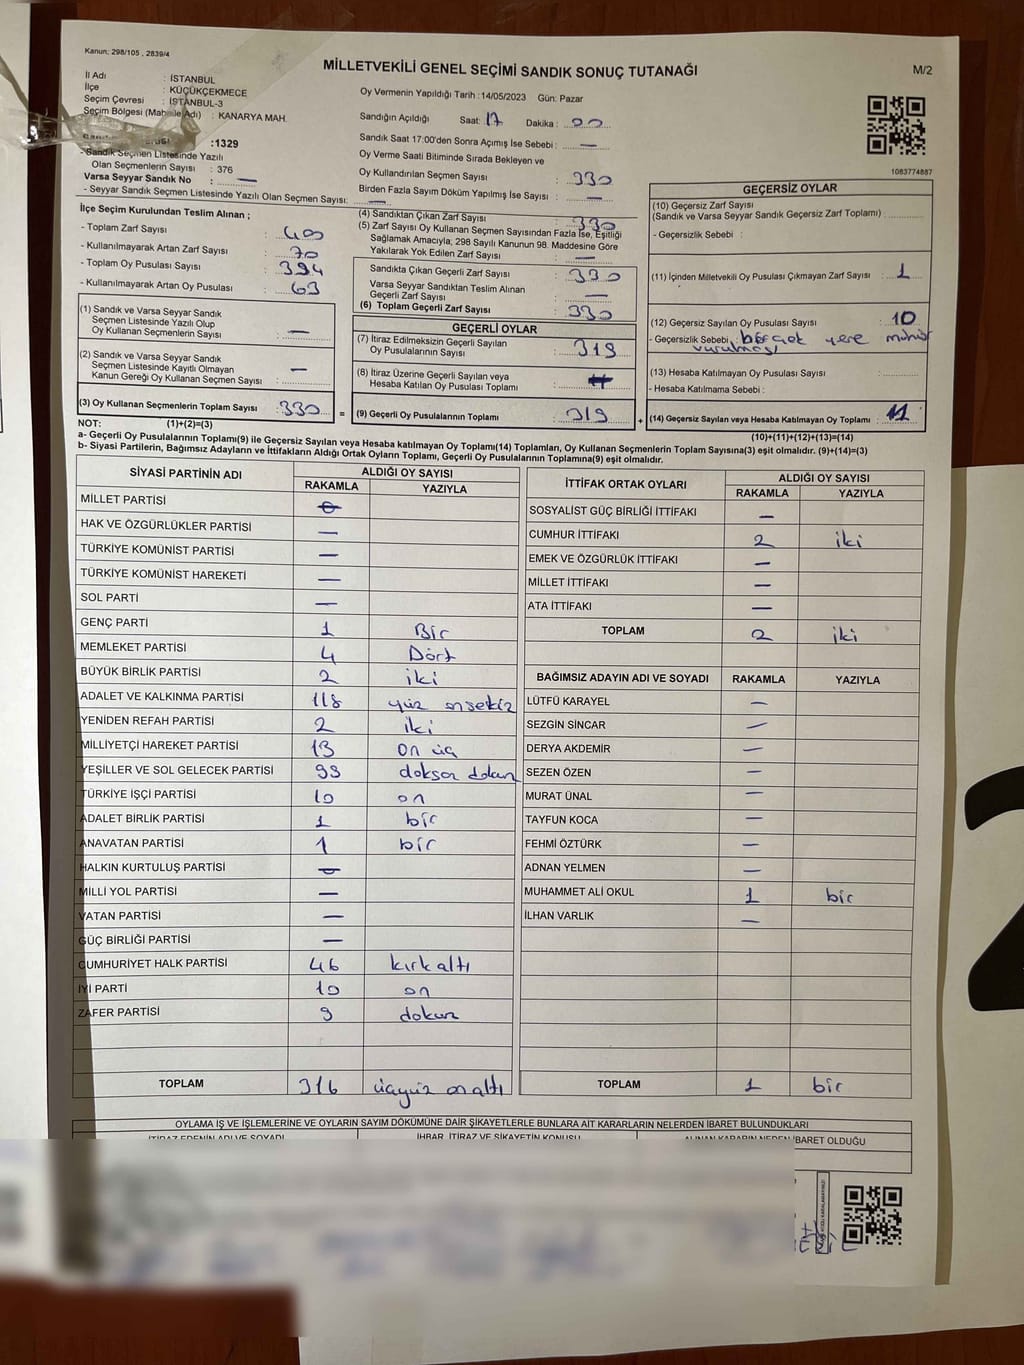 Kanun: 298/105 , 2839/4
MİLLETVEKİLİ GENEL SEÇİMİ SANDIK SONUÇ TUTANAĞI
M/2
İl Adı : İSTANBUL
İlçe : KÜÇÜKÇEKMECE
Seçim Çevresi : İSTANBUL-3
Seçim Bölgesi (Mahalle Adı) : KANARYA MAH.
:1329
- Sandık Seçmen Listesinde Yazılı
Olan Seçmenlerin Sayısı : 376
Varsa Seyyar Sandık No : —
- Seyyar Sandık Seçmen Listesinde Yazılı Olan Seçmen Sayısı: —
Oy Vermenin Yapıldığı Tarih : 14/05/2023 Gün: Pazar
Sandığın Açıldığı Saat: 17 Dakika : 00
Sandık Saat 17:00'den Sonra Açımış İse Sebebi : —
Oy Verme Saati Bitiminde Sırada Bekleyen ve
Oy Kullandırılan Seçmen Sayısı : 330
Birden Fazla Sayım Döküm Yapılmış İse Sayısı : —
1083774887
İlçe Seçim Kurulundan Teslim Alınan ;
- Toplam Zarf Sayısı : 400
- Kullanılmayarak Artan Zarf Sayısı : 70
- Toplam Oy Pusulası Sayısı : 394
- Kullanılmayarak Artan Oy Pusulası : 63
(1) Sandık ve Varsa Seyyar Sandık
Seçmen Listesinde Yazılı Olup
Oy Kullanan Seçmenlerin Sayısı : —
(2) Sandık ve Varsa Seyyar Sandık
Seçmen Listesinde Kayıtlı Olmayan
Kanun Gereği Oy Kullanan Seçmen Sayısı : —
(3) Oy Kullanan Seçmenlerin Toplam Sayısı : 330 =
(4) Sandıktan Çıkan Zarf Sayısı : 330
(5) Zarf Sayısı Oy Kullanan Seçmen Sayısından Fazla İse, Eşitliği
Sağlamak Amacıyla; 298 Sayılı Kanunun 98. Maddesine Göre
Yakılarak Yok Edilen Zarf Sayısı : —
Sandıkta Çıkan Geçerli Zarf Sayısı : 330
Varsa Seyyar Sandıktan Teslim Alınan
Geçerli Zarf Sayısı : —
(6) Toplam Geçerli Zarf Sayısı : 330
GEÇERLİ OYLAR
(7) İtiraz Edilmeksizin Geçerli Sayılan
Oy Pusulalarının Sayısı : 319
(8) İtiraz Üzerine Geçerli Sayılan veya
Hesaba Katılan Oy Pusulası Toplamı :
(9) Geçerli Oy Pusulalarının Toplamı : 319 +
GEÇERSİZ OYLAR
(10) Geçersiz Zarf Sayısı
(Sandık ve Varsa Seyyar Sandık Geçersiz Zarf Toplamı) :
- Geçersizlik Sebebi :
(11) İçinden Milletvekili Oy Pusulası Çıkmayan Zarf Sayısı : 1
(12) Geçersiz Sayılan Oy Pusulası Sayısı : 10
- Geçersizlik Sebebi : birçok yere mühür
vurulması
(13) Hesaba Katılmayan Oy Pusulası Sayısı :
- Hesaba Katılmama Sebebi :
(14) Geçersiz Sayılan veya Hesaba Katılmayan Oy Toplamı : 11
NOT: (1)+(2)=(3) (10)+(11)+(12)+(13)=(14)
a- Geçerli Oy Pusulalarının Toplamı(9) ile Geçersiz Sayılan veya Hesaba katılmayan Oy Toplamı(14) Toplamları, Oy Kullanan Seçmenlerin Toplam Sayısına(3) eşit olmalıdır. (9)+(14)=(3)
b- Siyasi Partilerin, Bağımsız Adayların ve İttifakların Aldığı Ortak Oyların Toplamı, Geçerli Oy Pusulalarının Toplamına(9) eşit olmalıdır.
SİYASİ PARTİNİN ADI ALDIĞI OY SAYISI
RAKAMLA YAZIYLA
MİLLET PARTİSİ
HAK VE ÖZGÜRLÜKLER PARTİSİ —
TÜRKİYE KOMÜNİST PARTİSİ —
TÜRKİYE KOMÜNİST HAREKETİ —
SOL PARTİ —
GENÇ PARTİ 1 Bir
MEMLEKET PARTİSİ 4 Dört
BÜYÜK BİRLİK PARTİSİ 2 iki
ADALET VE KALKINMA PARTİSİ 118 yüz onsekiz
YENİDEN REFAH PARTİSİ 2 iki
MİLLİYETÇİ HAREKET PARTİSİ 13 on üç
YEŞİLLER VE SOL GELECEK PARTİSİ 99 doksan dokuz
TÜRKİYE İŞÇİ PARTİSİ 10 on
ADALET BİRLİK PARTİSİ 1 bir
ANAVATAN PARTİSİ 1 bir
HALKIN KURTULUŞ PARTİSİ —
MİLLİ YOL PARTİSİ —
VATAN PARTİSİ —
GÜÇ BİRLİĞİ PARTİSİ —
CUMHURİYET HALK PARTİSİ 46 kırkaltı
İYİ PARTİ 10 on
ZAFER PARTİSİ 9 dokuz
TOPLAM 316 üçyüz onaltı
İTTİFAK ORTAK OYLARI ALDIĞI OY SAYISI
RAKAMLA YAZIYLA
SOSYALİST GÜÇ BİRLİĞİ İTTİFAKI —
CUMHUR İTTİFAKI 2 iki
EMEK VE ÖZGÜRLÜK İTTİFAKI —
MİLLET İTTİFAKI —
ATA İTTİFAKI —
TOPLAM 2 iki
BAĞIMSIZ ADAYIN ADI VE SOYADI RAKAMLA YAZIYLA
LÜTFÜ KARAYEL —
SEZGİN SİNCAR —
DERYA AKDEMİR —
SEZEN ÖZEN —
MURAT ÜNAL —
TAYFUN KOCA —
FEHMİ ÖZTÜRK —
ADNAN YELMEN —
MUHAMMET ALİ OKUL 1 bir
İLHAN VARLIK —
TOPLAM 1 bir
OYLAMA İŞ VE İŞLEMLERİNE VE OYLARIN SAYIM DÖKÜMÜNE DAİR ŞİKAYETLERLE BUNLARA AİT KARARLARIN NELERDEN İBARET BULUNDUKLARI
İTİRAZ EDENİN ADI VE SOYADI İHBAR, İTİRAZ VE ŞİKAYETİN KONUSU ALINAN KARARIN NEDEN İBARET OLDUĞU
2